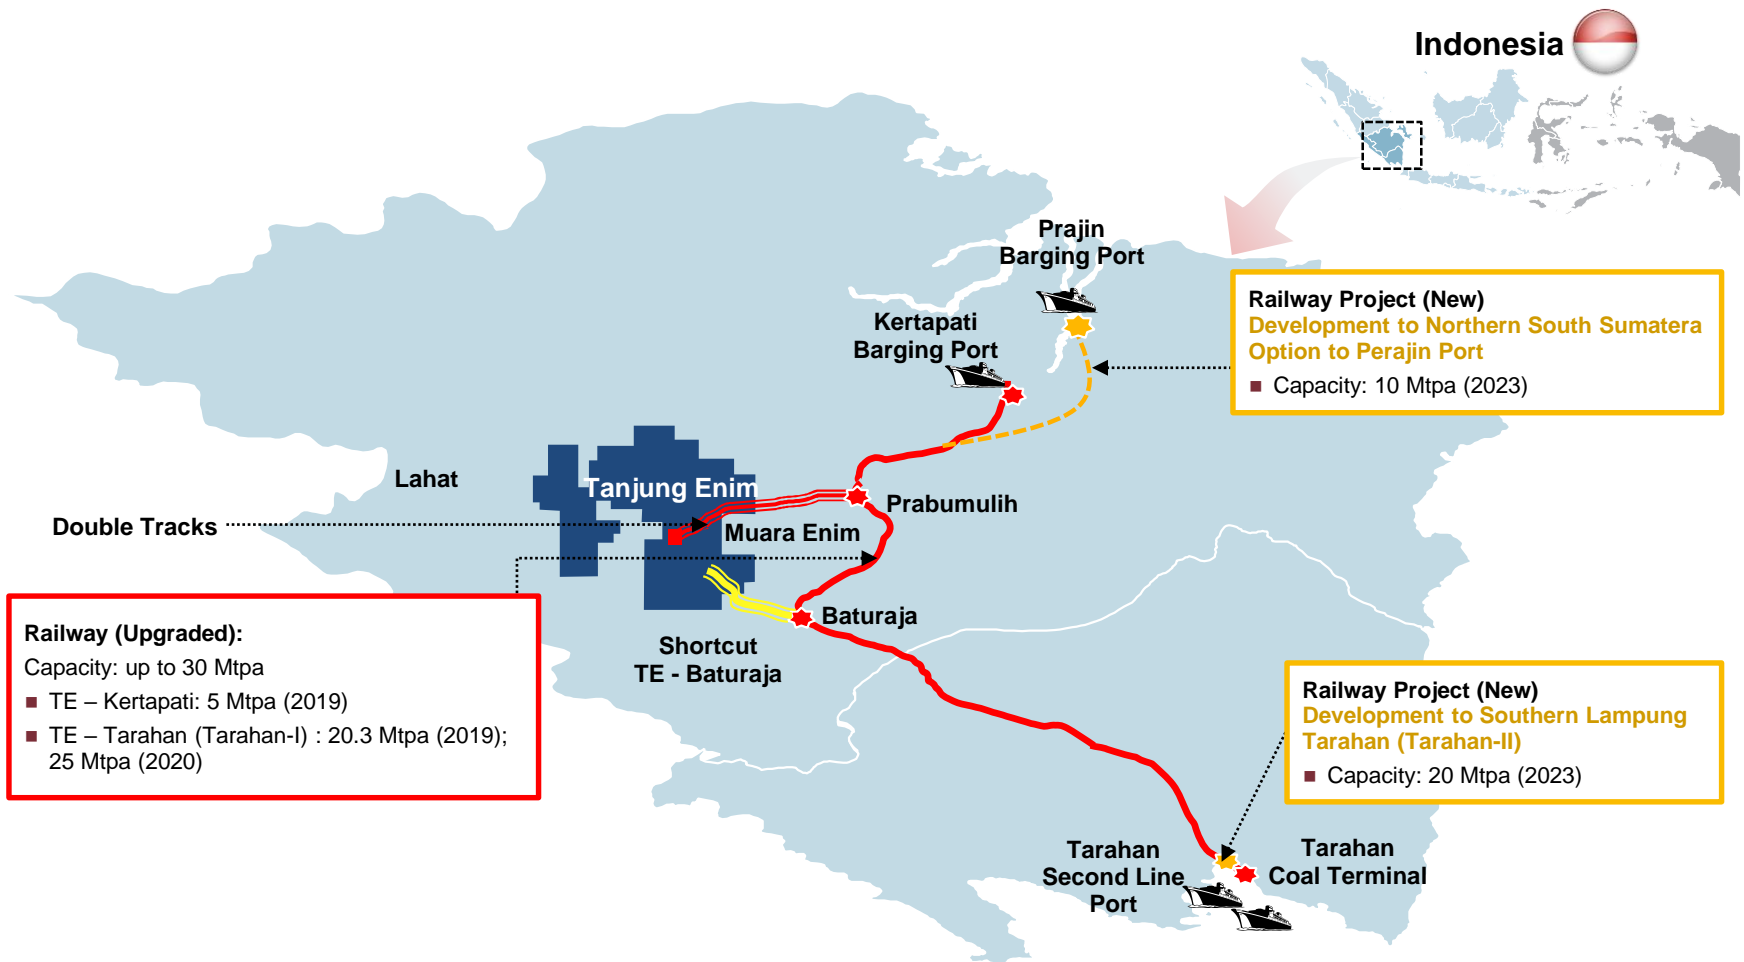 Indonesia
Prajin
Barging Port
Kertapati
Barging Port
Railway Project (New)
Development to Northern South Sumatera
Option to Perajin Port
Capacity: 10 Mtpa (2023)
Lahat
Tanjung Enim
Double Tracks
Muara Enim
Prabumulih
Baturaja
Shortcut
TE - Baturaja
Railway (Upgraded):
Capacity: up to 30 Mtpa
TE – Kertapati: 5 Mtpa (2019)
TE – Tarahan (Tarahan-I) : 20.3 Mtpa (2019);
25 Mtpa (2020)
Railway Project (New)
Development to Southern Lampung
Tarahan (Tarahan-II)
Capacity: 20 Mtpa (2023)
Tarahan
Second Line
Port
Tarahan
Coal Terminal